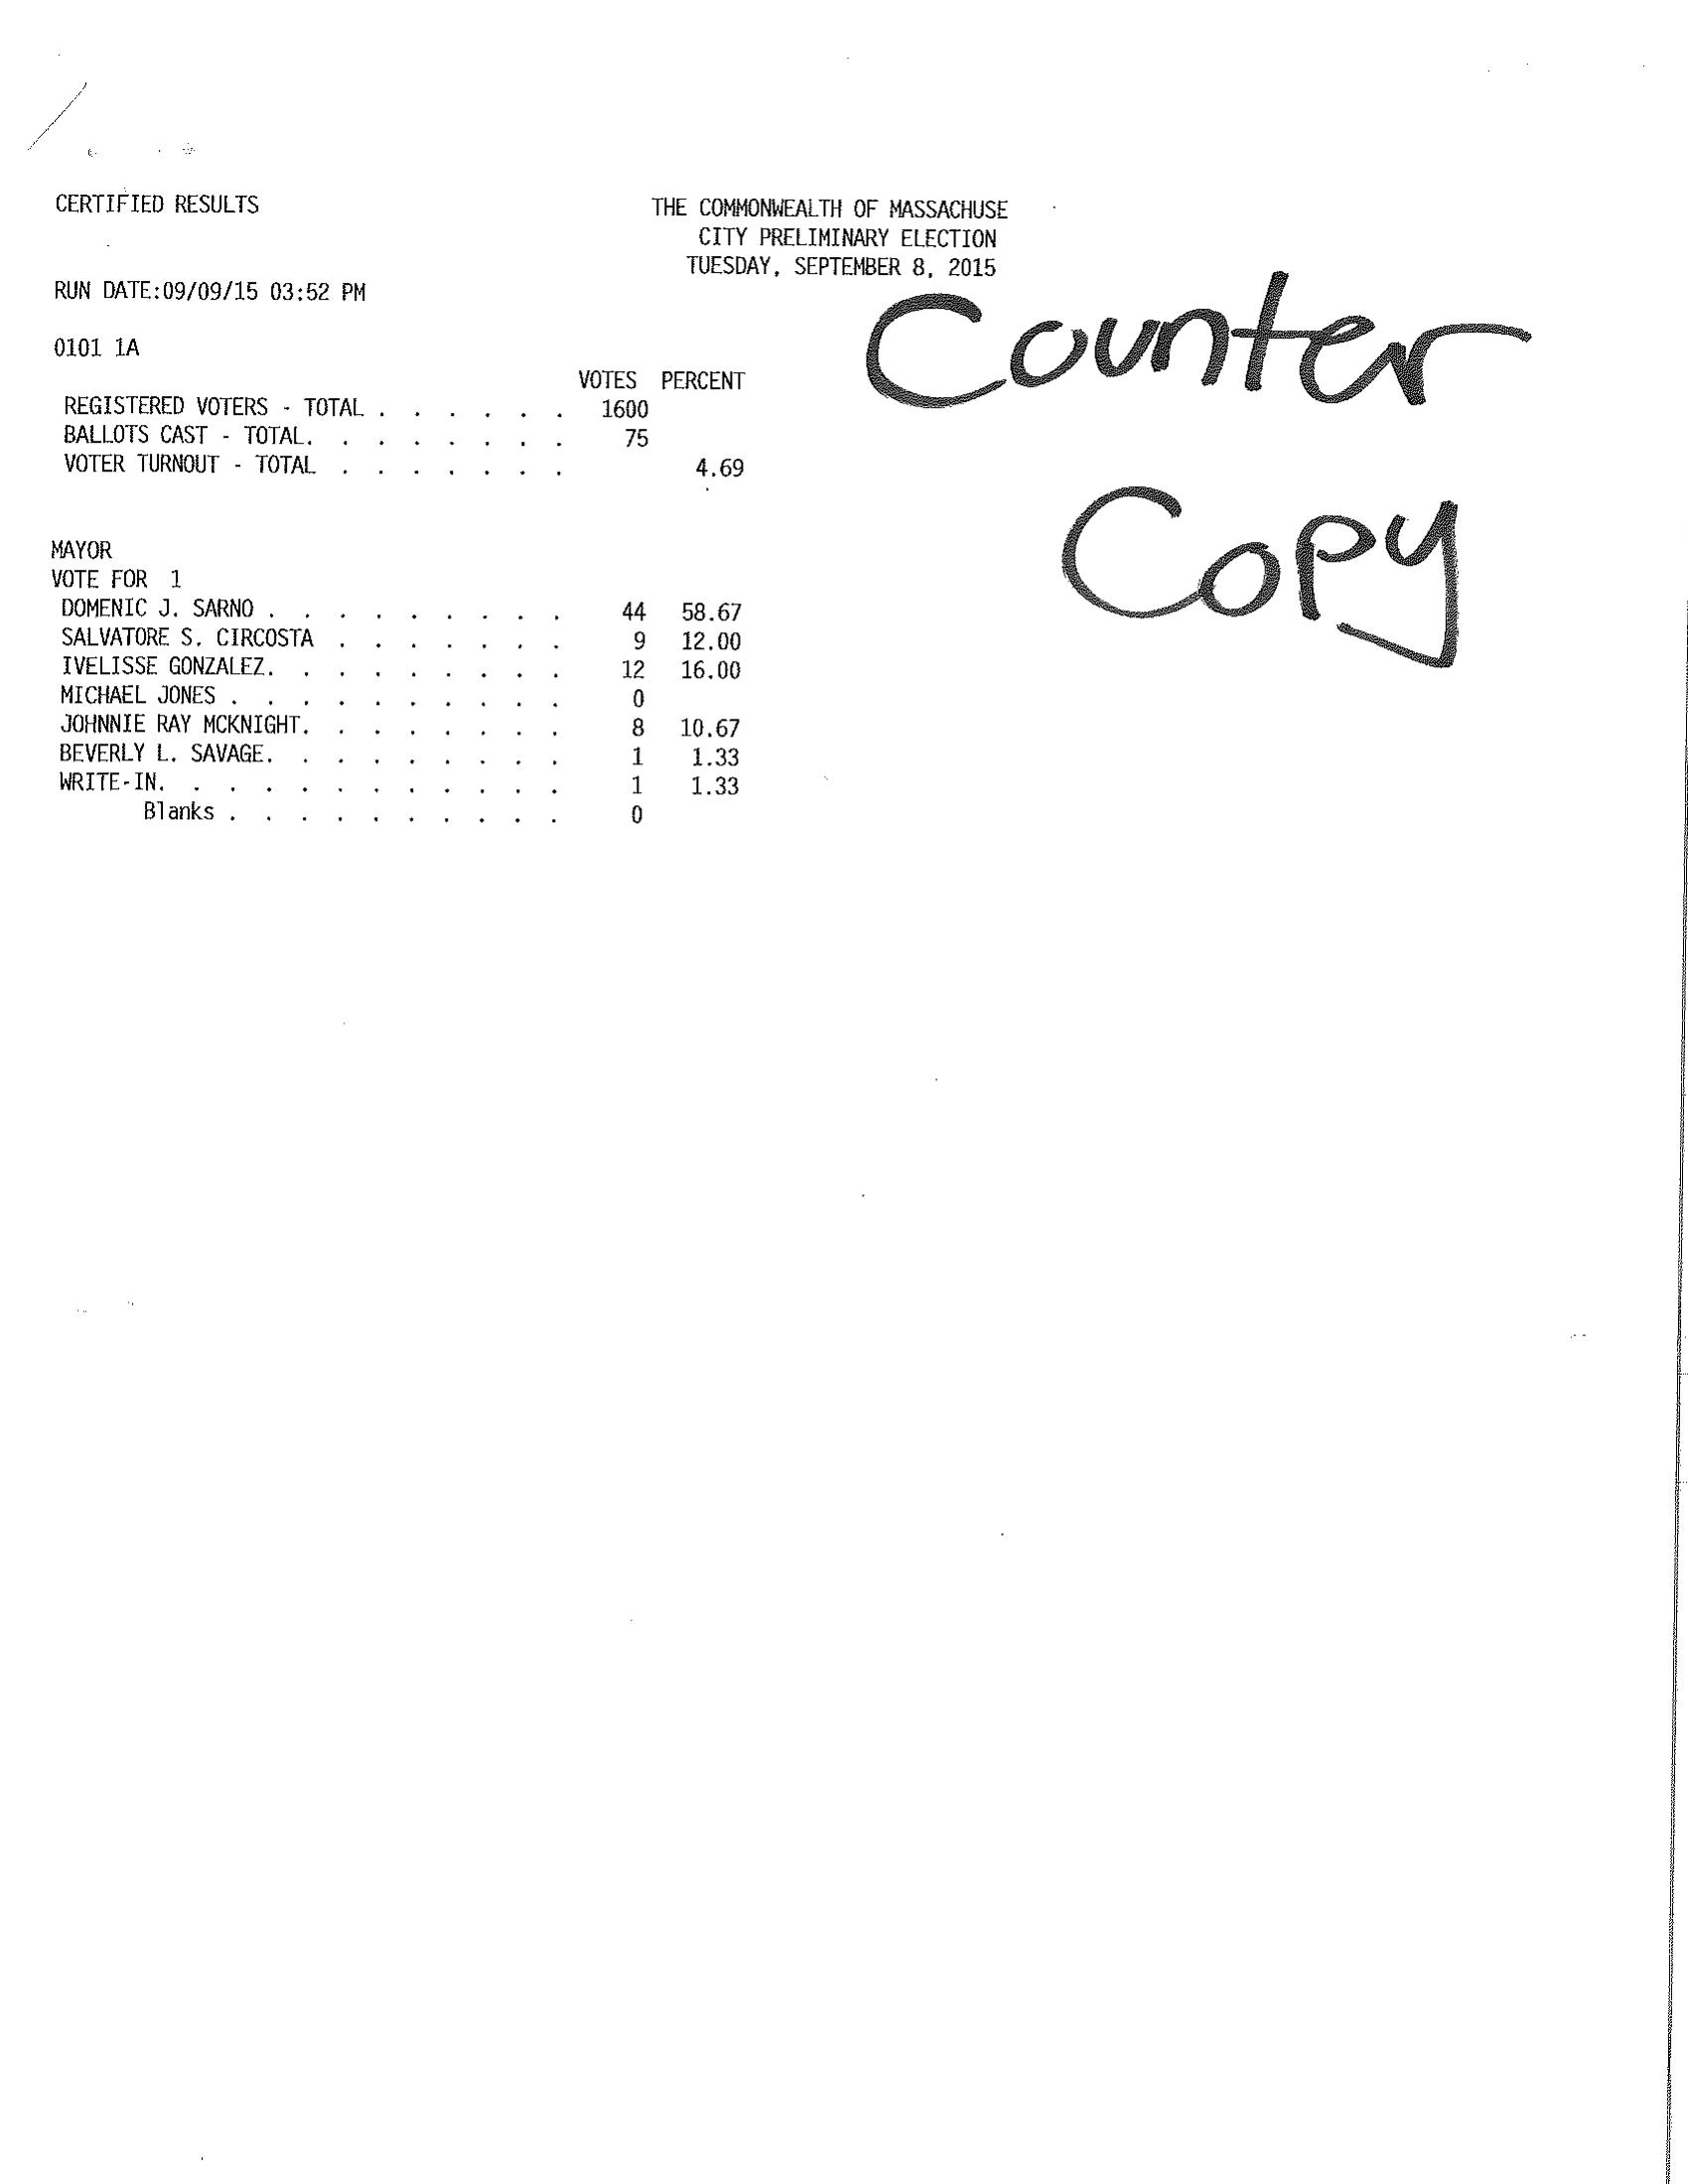 CERTIFIED RESULTS
THE COMMONWEALTH OF MASSACHUSE
CITY PRELIMINARY ELECTION
TUESDAY, SEPTEMBER 8, 2015
RUN DATE:09/09/15 03:52 PM
Counter
Copy
0101 1A
VOTES PERCENT
REGISTERED VOTERS - TOTAL . . . . . . 1600
BALLOTS CAST - TOTAL. . . . . . . . 75
VOTER TURNOUT - TOTAL . . . . . . . 4.69
MAYOR
VOTE FOR 1
DOMENIC J. SARNO . . . . . . . . . 44 58.67
SALVATORE S. CIRCOSTA . . . . . . . 9 12.00
IVELISSE GONZALEZ. . . . . . . . . 12 16.00
MICHAEL JONES . . . . . . . . . . 0
JOHNNIE RAY MCKNIGHT. . . . . . . . 8 10.67
BEVERLY L. SAVAGE. . . . . . . . . 1 1.33
WRITE-IN. . . . . . . . . . . . 1 1.33
Blanks . . . . . . . . . . 0